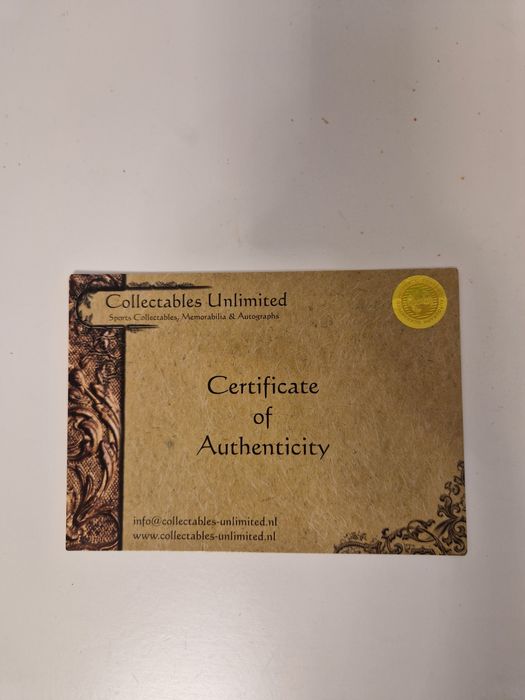 Collectables Unlimited
Sports Collectables, Memorabilia & Autographs
Certificate
of
Authenticity
info@collectables-unlimited.nl
www.collectables-unlimited.nl